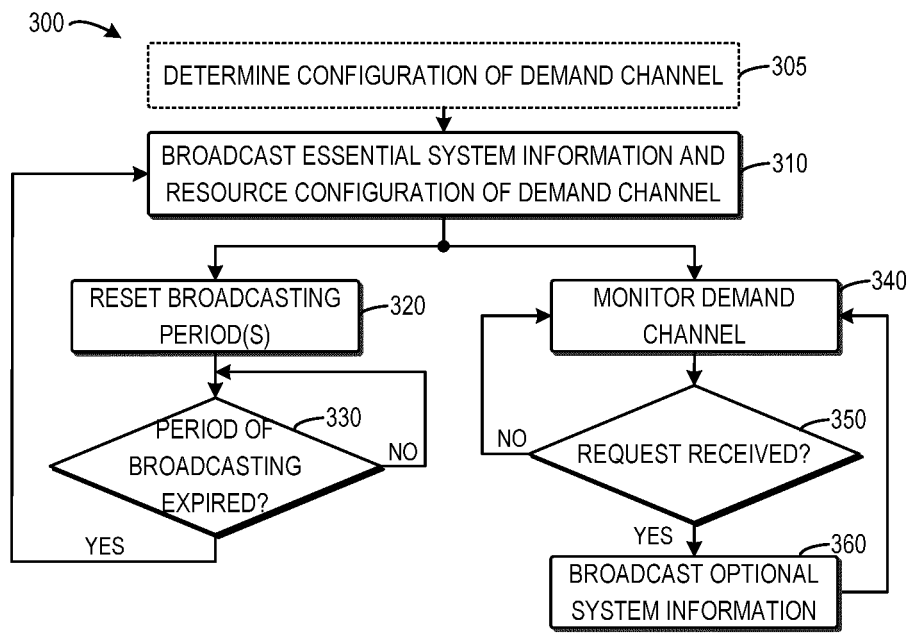 300
DETERMINE CONFIGURATION OF DEMAND CHANNEL
305
BROADCAST ESSENTIAL SYSTEM INFORMATION AND
RESOURCE CONFIGURATION OF DEMAND CHANNEL
310
RESET BROADCASTING
PERIOD(S)
320
PERIOD OF
BROADCASTING
EXPIRED?
330
NO
YES
MONITOR DEMAND
CHANNEL
340
REQUEST RECEIVED?
350
NO
YES
BROADCAST OPTIONAL
SYSTEM INFORMATION
360